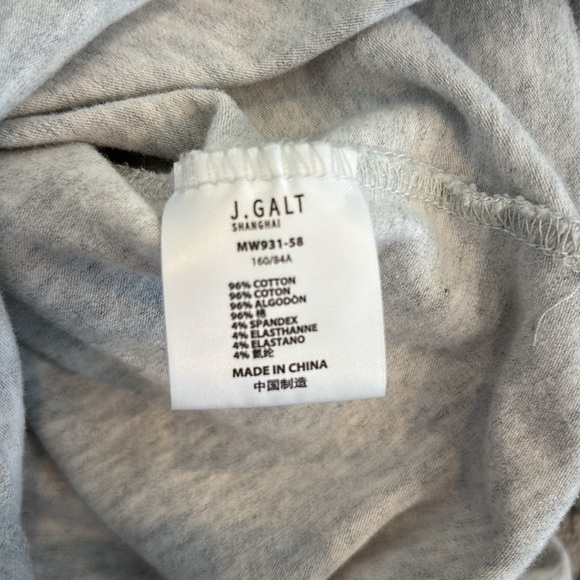 J.GALT
SHANGHAI
MW931-58
160/84A
96% COTTON
96% COTON
96% ALGODÓN
96% 棉
4% SPANDEX
4% ELASTHANNE
4% ELASTANO
4% 氨纶
MADE IN CHINA
中国制造